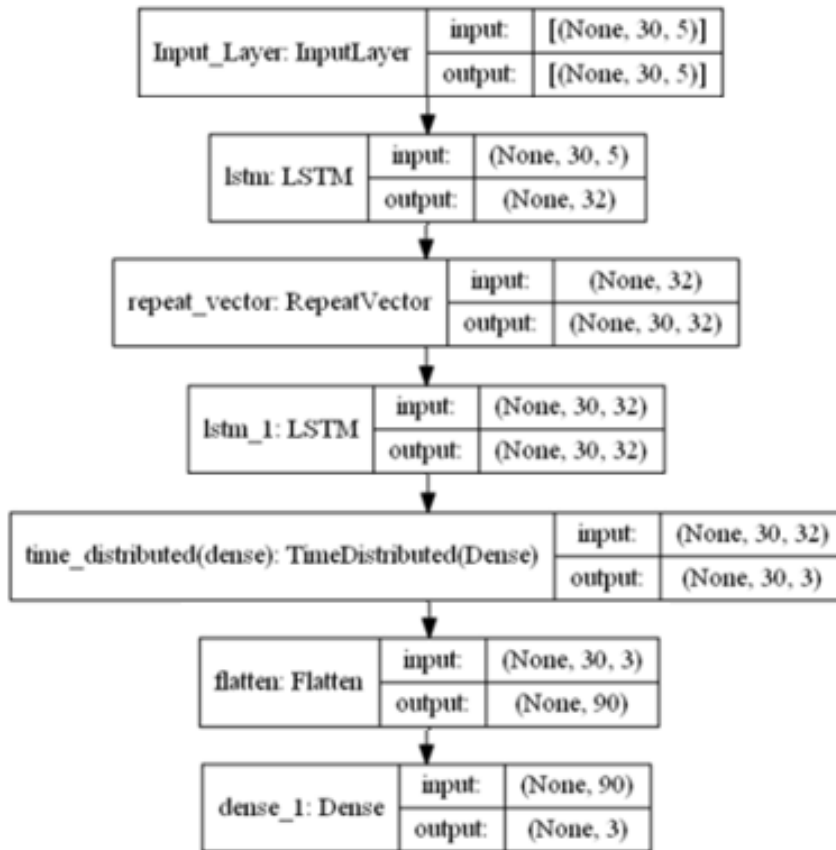 Input_Layer: InputLayer
input: [(None, 30, 5)]
output: [(None, 30, 5)]
lstm: LSTM
input: (None, 30, 5)
output: (None, 32)
repeat_vector: RepeatVector
input: (None, 32)
output: (None, 30, 32)
lstm_1: LSTM
input: (None, 30, 32)
output: (None, 30, 32)
time_distributed(dense): TimeDistributed(Dense)
input: (None, 30, 32)
output: (None, 30, 3)
flatten: Flatten
input: (None, 30, 3)
output: (None, 90)
dense_1: Dense
input: (None, 90)
output: (None, 3)